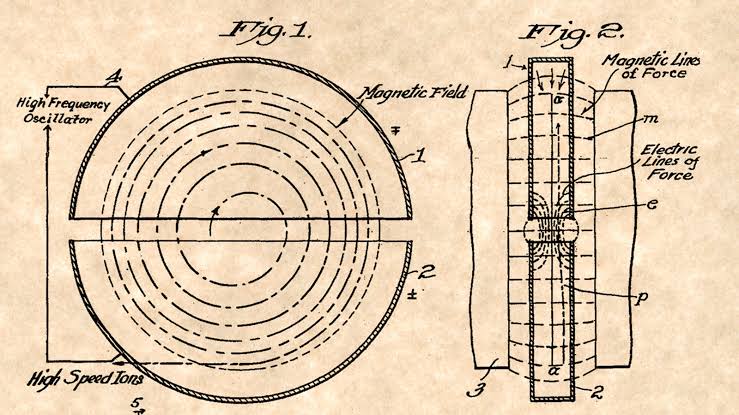 Fig. 1.
Fig. 2.
4
High Frequency
Oscillator
Magnetic Field
∓
1
2
±
High Speed Ions
5
1
Magnetic Lines
of Force
a
m
Electric
Lines of
Force
e
p
a
3
2